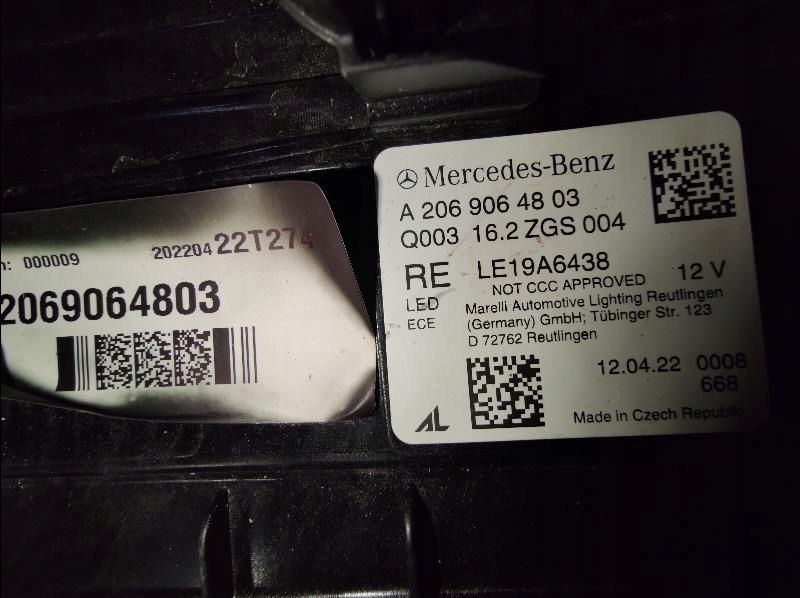 n: 000009
202204 22T274
2069064803
Mercedes-Benz
A 206 906 48 03
Q003 16.2 ZGS 004
RE LE19A6438
NOT CCC APPROVED 12 V
LED
ECE
Marelli Automotive Lighting Reutlingen
(Germany) GmbH; Tübinger Str. 123
D 72762 Reutlingen
12.04.22 0008
668
AL
Made in Czech Republic